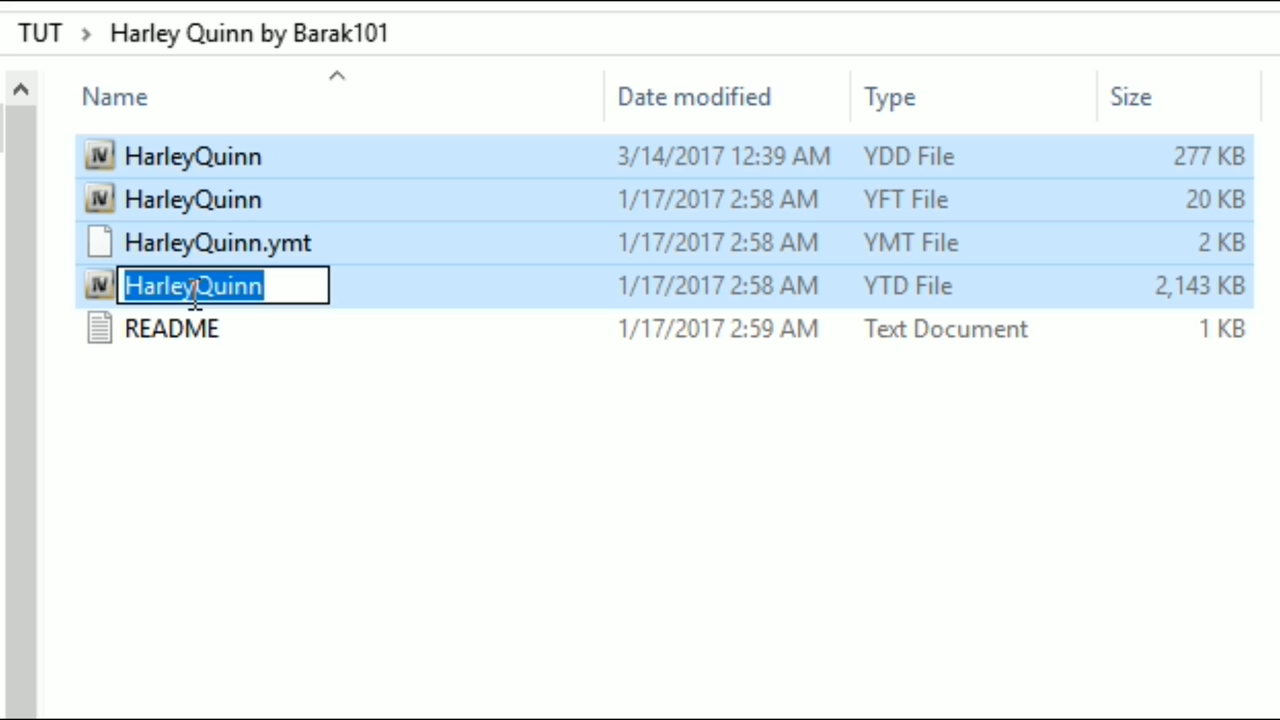 TUT > Harley Quinn by Barak101
Name Date modified Type Size
HarleyQuinn 3/14/2017 12:39 AM YDD File 277 KB
HarleyQuinn 1/17/2017 2:58 AM YFT File 20 KB
HarleyQuinn.ymt 1/17/2017 2:58 AM YMT File 2 KB
HarleyQuinn 1/17/2017 2:58 AM YTD File 2,143 KB
README 1/17/2017 2:59 AM Text Document 1 KB